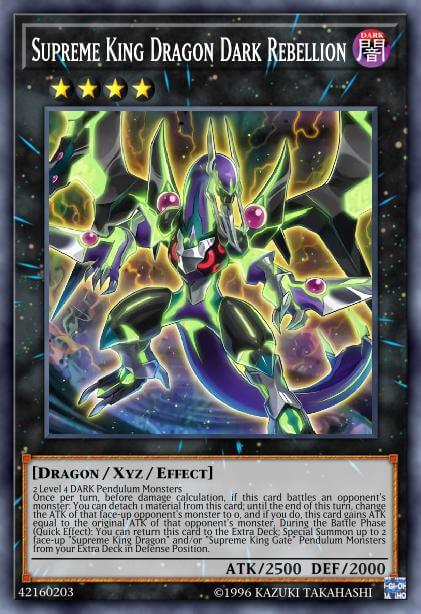 SUPREME KING DRAGON DARK REBELLION
DARK
闇
[DRAGON / XYZ / EFFECT]
2 Level 4 DARK Pendulum Monsters
Once per turn, before damage calculation, if this card battles an opponent's
monster: You can detach 1 material from this card; until the end of this turn, change
the ATK of that face-up opponent's monster to 0, and if you do, this card gains ATK
equal to the original ATK of that opponent's monster. During the Battle Phase
(Quick Effect): You can return this card to the Extra Deck; Special Summon up to 2
face-up "Supreme King Dragon" and/or "Supreme King Gate" Pendulum Monsters
from your Extra Deck in Defense Position.
ATK/2500 DEF/2000
42160203
©1996 KAZUKI TAKAHASHI